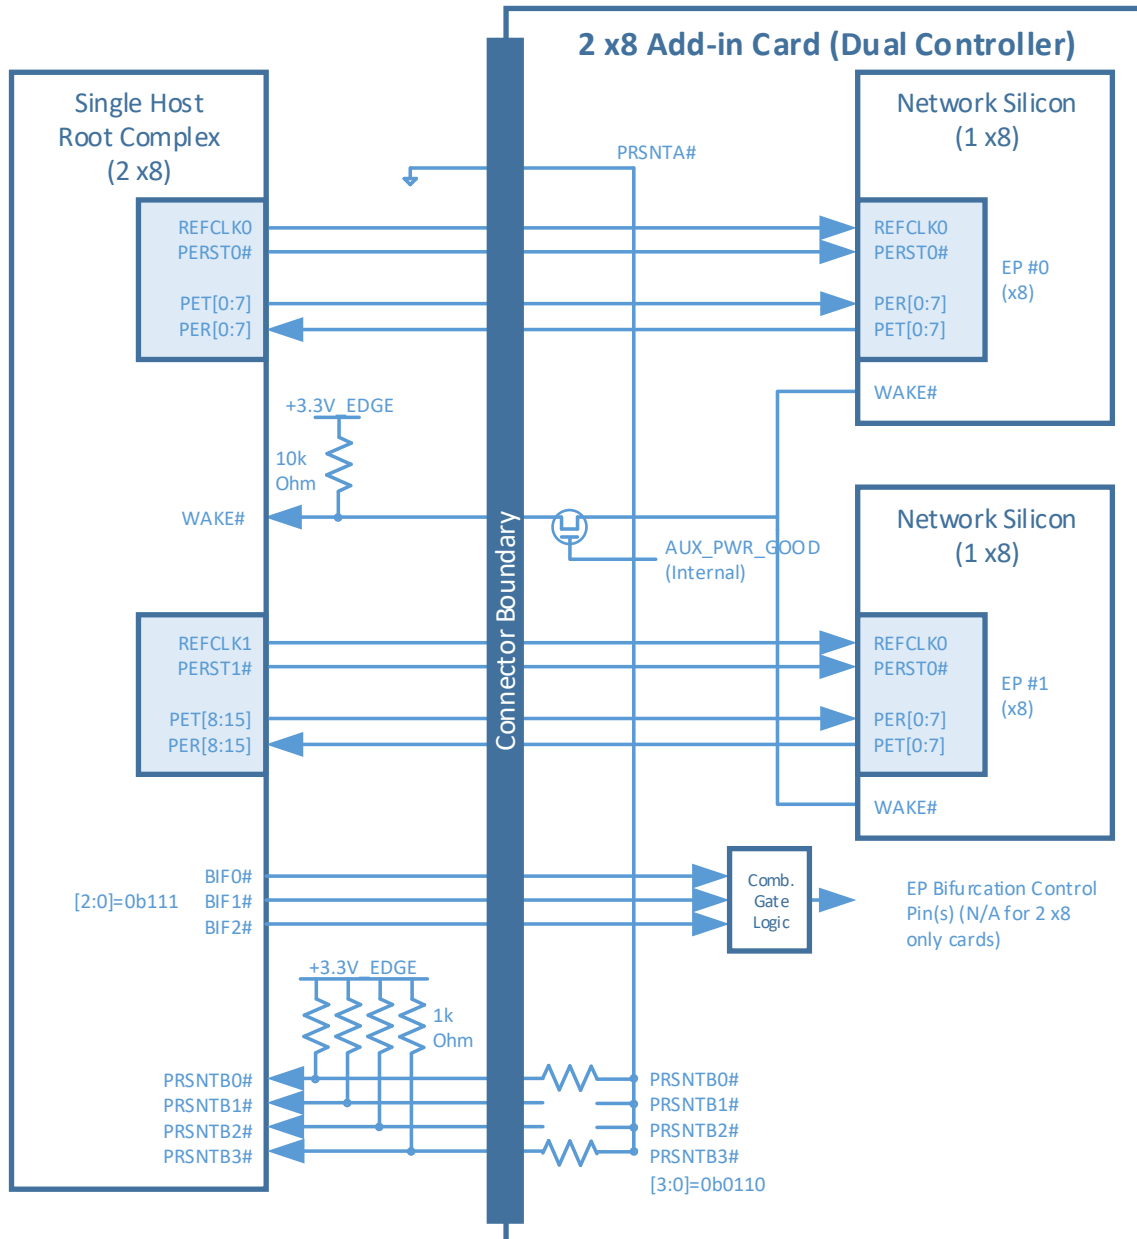 2 x8 Add-in Card (Dual Controller)
Single Host
Root Complex
(2 x8)
Network Silicon
(1 x8)
PRSNTA#
REFCLK0
PERST0#
PET[0:7]
PER[0:7]
REFCLK0
PERST0#
PER[0:7]
PET[0:7]
EP #0
(x8)
WAKE#
+3.3V_EDGE
10k
Ohm
WAKE#
Connector Boundary
AUX_PWR_GOOD
(Internal)
Network Silicon
(1 x8)
REFCLK1
PERST1#
PET[8:15]
PER[8:15]
REFCLK0
PERST0#
PER[0:7]
PET[0:7]
EP #1
(x8)
WAKE#
[2:0]=0b111
BIF0#
BIF1#
BIF2#
Comb.
Gate
Logic
EP Bifurcation Control
Pin(s) (N/A for 2 x8
only cards)
+3.3V_EDGE
1k
Ohm
PRSNTB0#
PRSNTB1#
PRSNTB2#
PRSNTB3#
PRSNTB0#
PRSNTB1#
PRSNTB2#
PRSNTB3#
[3:0]=0b0110